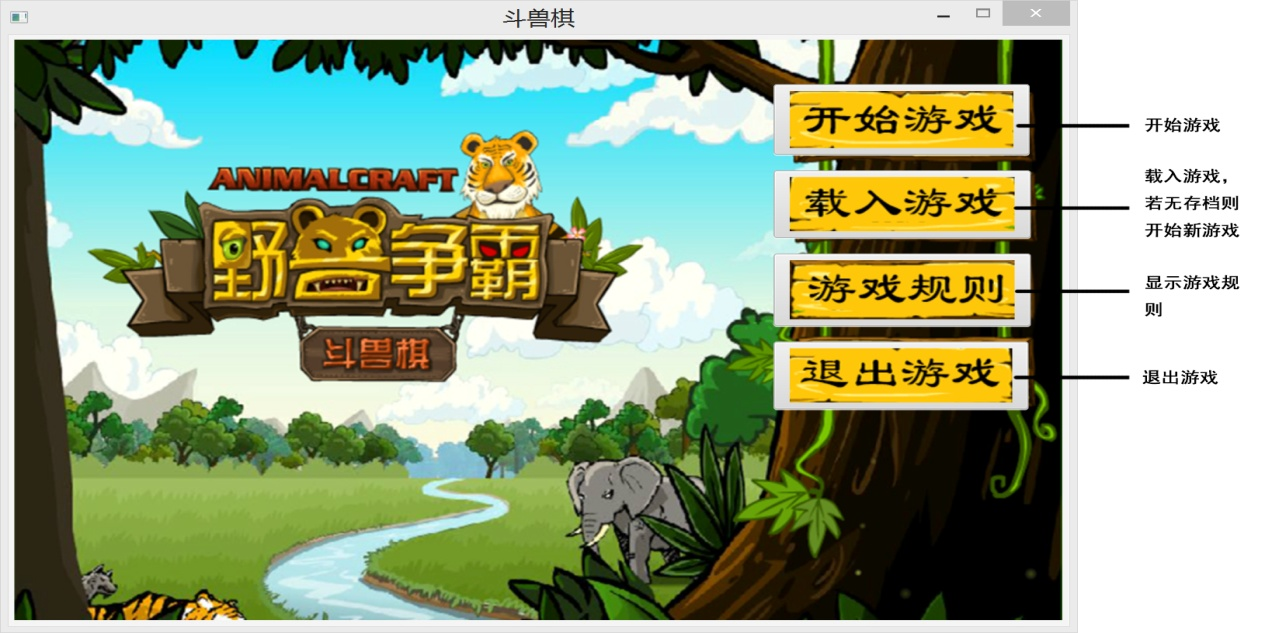 斗兽棋
ANIMALCRAFT
野兽争霸
斗兽棋
开始游戏
载入游戏
游戏规则
退出游戏
开始游戏
载入游戏，
若无存档则
开始新游戏
显示游戏规
则
退出游戏